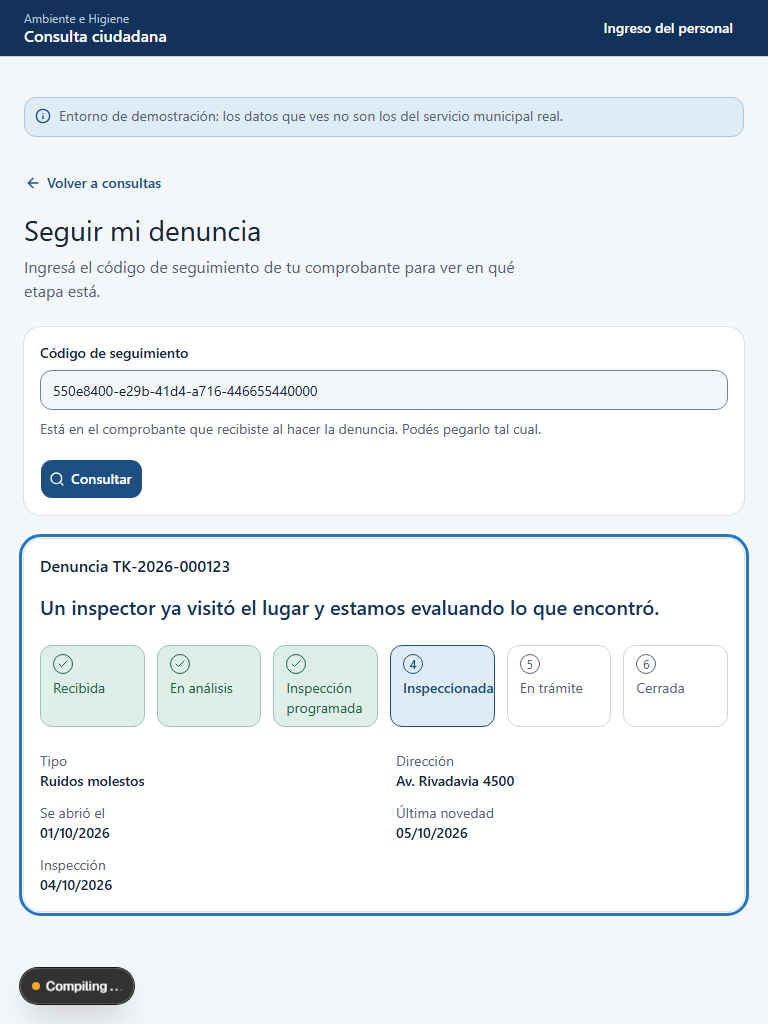 Ambiente e Higiene
Consulta ciudadana
Ingreso del personal
Entorno de demostración: los datos que ves no son los del servicio municipal real.
Volver a consultas
Seguir mi denuncia
Ingresá el código de seguimiento de tu comprobante para ver en qué
etapa está.
Código de seguimiento
550e8400-e29b-41d4-a716-446655440000
Está en el comprobante que recibiste al hacer la denuncia. Podés pegarlo tal cual.
Consultar
Denuncia TK-2026-000123
Un inspector ya visitó el lugar y estamos evaluando lo que encontró.
Recibida
En análisis
Inspección
programada
4
Inspeccionada
5
En trámite
6
Cerrada
Tipo
Ruidos molestos
Dirección
Av. Rivadavia 4500
Se abrió el
01/10/2026
Última novedad
05/10/2026
Inspección
04/10/2026
Compiling ...